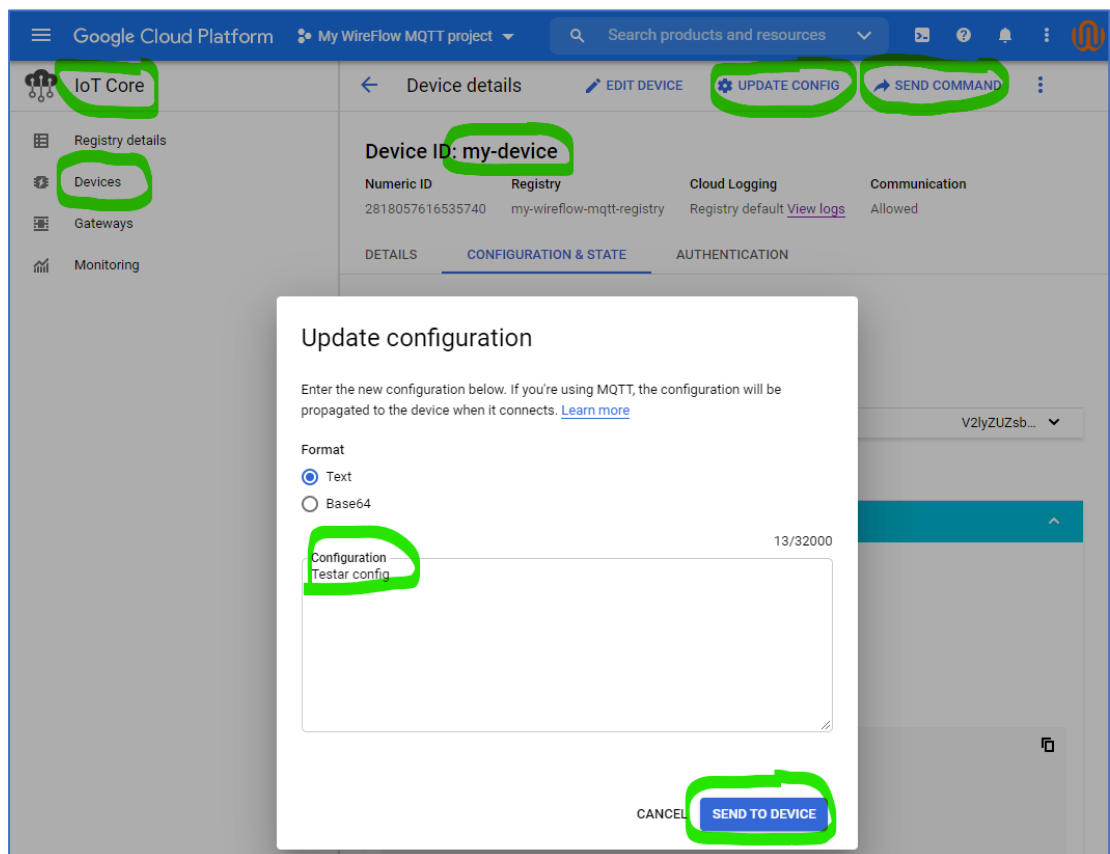 Google Cloud Platform My WireFlow MQTT project Search products and resources
IoT Core Device details EDIT DEVICE UPDATE CONFIG SEND COMMAND
Registry details
Devices
Gateways
Monitoring
Device ID: my-device
Numeric ID Registry Cloud Logging Communication
2818057616535740 my-wireflow-mqtt-registry Registry default View logs Allowed
DETAILS CONFIGURATION & STATE AUTHENTICATION
V2lyZUZsb...
Update configuration
Enter the new configuration below. If you're using MQTT, the configuration will be
propagated to the device when it connects. Learn more
Format
Text
Base64
13/32000
Configuration
Testar config
CANCEL SEND TO DEVICE